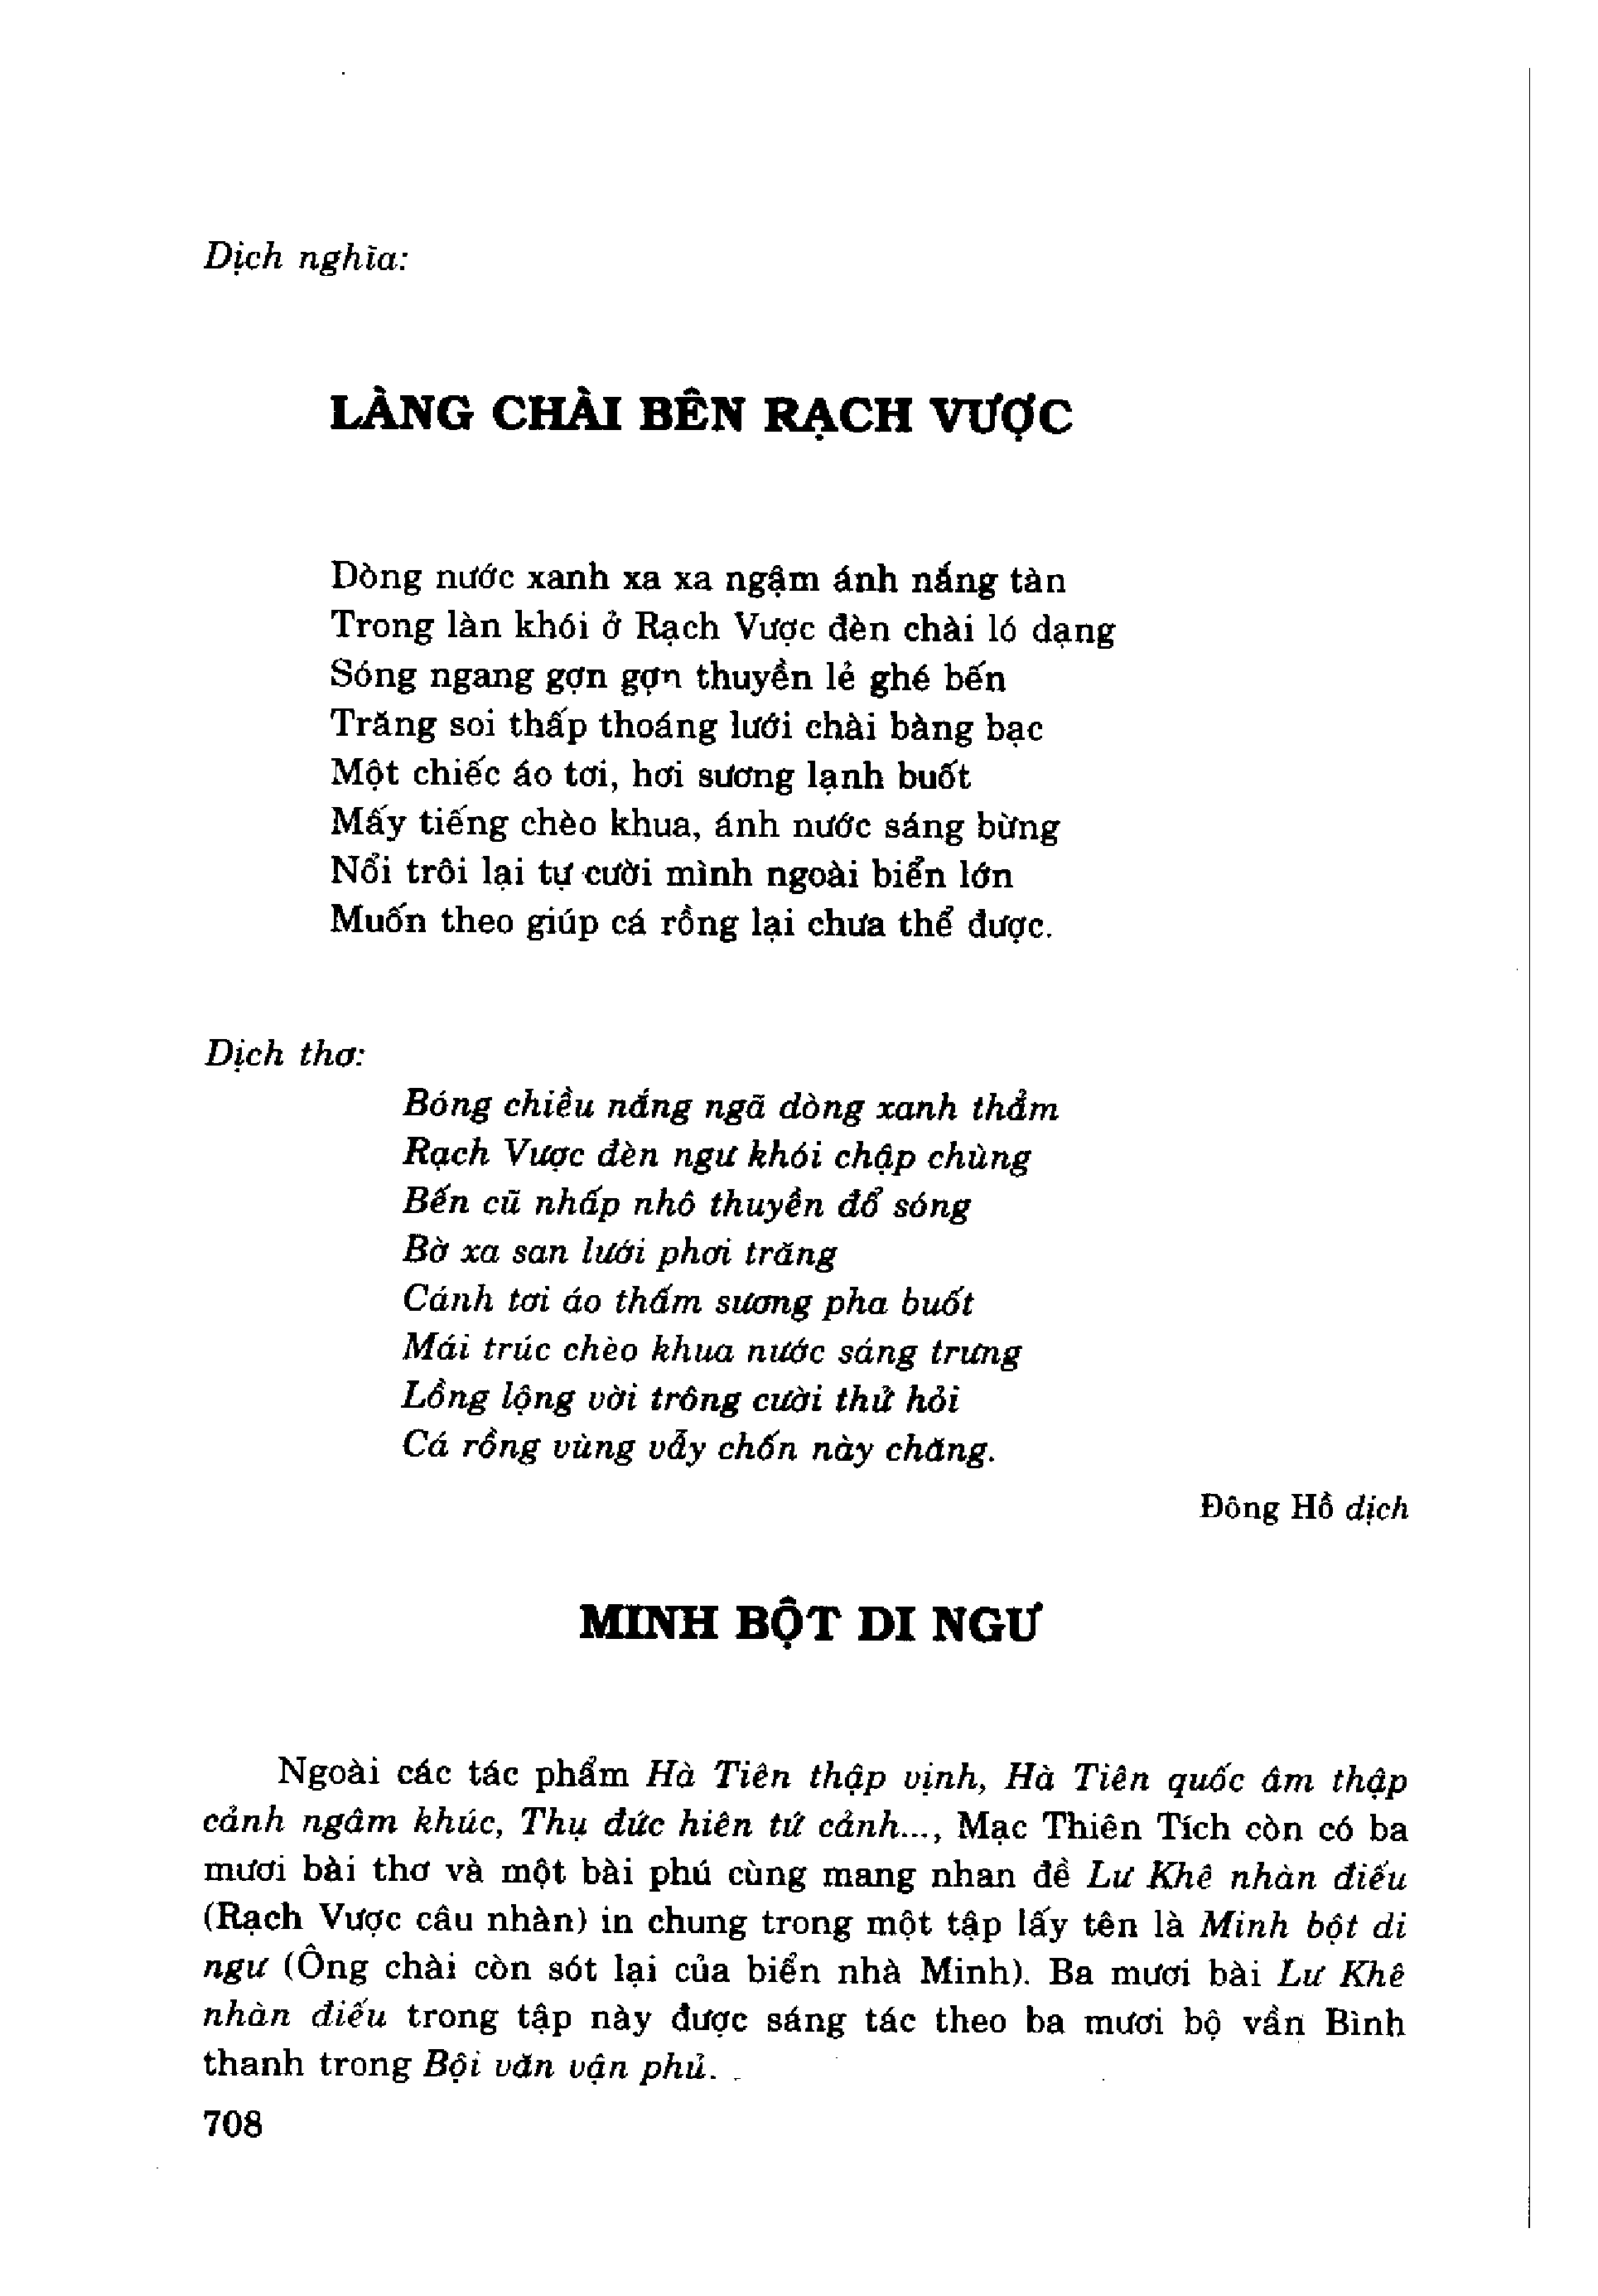 Dịch nghĩa:
LÀNG CHÀI BÊN RẠCH VƯỢC
Dòng nước xanh xa xa ngậm ánh nắng tàn
Trong làn khói ở Rạch Vược đèn chài ló dạng
Sóng ngang gợn gợn thuyền lẻ ghé bến
Trăng soi thấp thoáng lưới chài bàng bạc
Một chiếc áo tơi, hơi sương lạnh buốt
Mấy tiếng chèo khua, ánh nước sáng bừng
Nổi trôi lại tự cười mình ngoài biển lớn
Muốn theo giúp cá rồng lại chưa thể được.
Dịch thơ:
Bóng chiều nắng ngã dòng xanh thẳm
Rạch Vược đèn ngư khói chập chùng
Bến cũ nhấp nhô thuyền đổ sóng
Bờ xa san lưới phơi trăng
Cánh tơi áo thấm sương pha buốt
Mái trúc chèo khua nước sáng trưng
Lồng lộng vời trông cười thử hỏi
Cá rồng vùng vẫy chốn này chăng.
Đông Hồ dịch
MINH BỘT DI NGƯ
Ngoài các tác phẩm Hà Tiên thập vịnh, Hà Tiên quốc âm thập
cảnh ngâm khúc, Thụ đức hiên tứ cảnh..., Mạc Thiên Tích còn có ba
mươi bài thơ và một bài phú cùng mang nhan đề Lư Khê nhàn điếu
(Rạch Vược câu nhàn) in chung trong một tập lấy tên là Minh bột di
ngư (Ông chài còn sót lại của biển nhà Minh). Ba mươi bài Lư Khê
nhàn điếu trong tập này được sáng tác theo ba mươi bộ vần Bình
thanh trong Bội văn vận phủ.
708